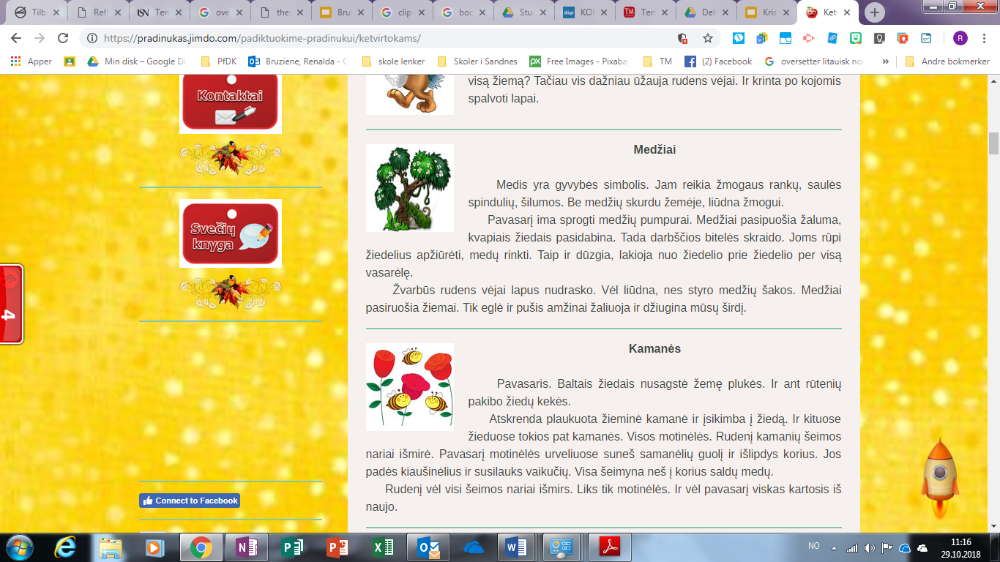 Tilb
Refl
Terr
ove
thes
Bru
clip
boc
Stu
KOI
Terr
Del
Kris
Ketv
https://pradinukas.jimdo.com/padiktuokime-pradinukui/ketvirtokams/
R
Apper
Min disk – Google Di
PfDK
Bruziene, Renalda - O
skole lenker
Skoler i Sandnes
Free Images - Pixaba
TM
(2) Facebook
oversetter litauisk no
»
Andre bokmerker
Kontaktai
Svečių
knyga
4
Connect to Facebook
visą žiemą? Tačiau vis dažniau ūžauja rudens vėjai. Ir krinta po kojomis
spalvoti lapai.
Medžiai
Medis yra gyvybės simbolis. Jam reikia žmogaus rankų, saulės
spindulių, šilumos. Be medžių skurdu žemėje, liūdna žmogui.
Pavasarį ima sprogti medžių pumpurai. Medžiai pasipuošia žaluma,
kvapiais žiedais pasidabina. Tada darbščios bitelės skraido. Joms rūpi
žiedelius apžiūrėti, medų rinkti. Taip ir dūzgia, lakioja nuo žiedelio prie žiedelio per visą
vasarėlę.
Žvarbūs rudens vėjai lapus nudrasko. Vėl liūdna, nes styro medžių šakos. Medžiai
pasiruošia žiemai. Tik eglė ir pušis amžinai žaliuoja ir džiugina mūsų širdį.
Kamanės
Pavasaris. Baltais žiedais nusagstė žemę plukės. Ir ant rūtenių
pakibo žiedų kekės.
Atskrenda plaukuota žieminė kamanė ir įsikimba į žiedą. Ir kituose
žieduose tokios pat kamanės. Visos motinėlės. Rudenį kamanių šeimos
nariai išmirė. Pavasarį motinėlės urveliuose suneš samanėlių guolį ir išlipdys korius. Jos
padės kiaušinėlius ir susilauks vaikučių. Visa šeimyna neš į korius saldų medų.
Rudenį vėl visi šeimos nariai išmirs. Liks tik motinėlės. Ir vėl pavasarį viskas kartosis iš
naujo.
NO
11:16
29.10.2018